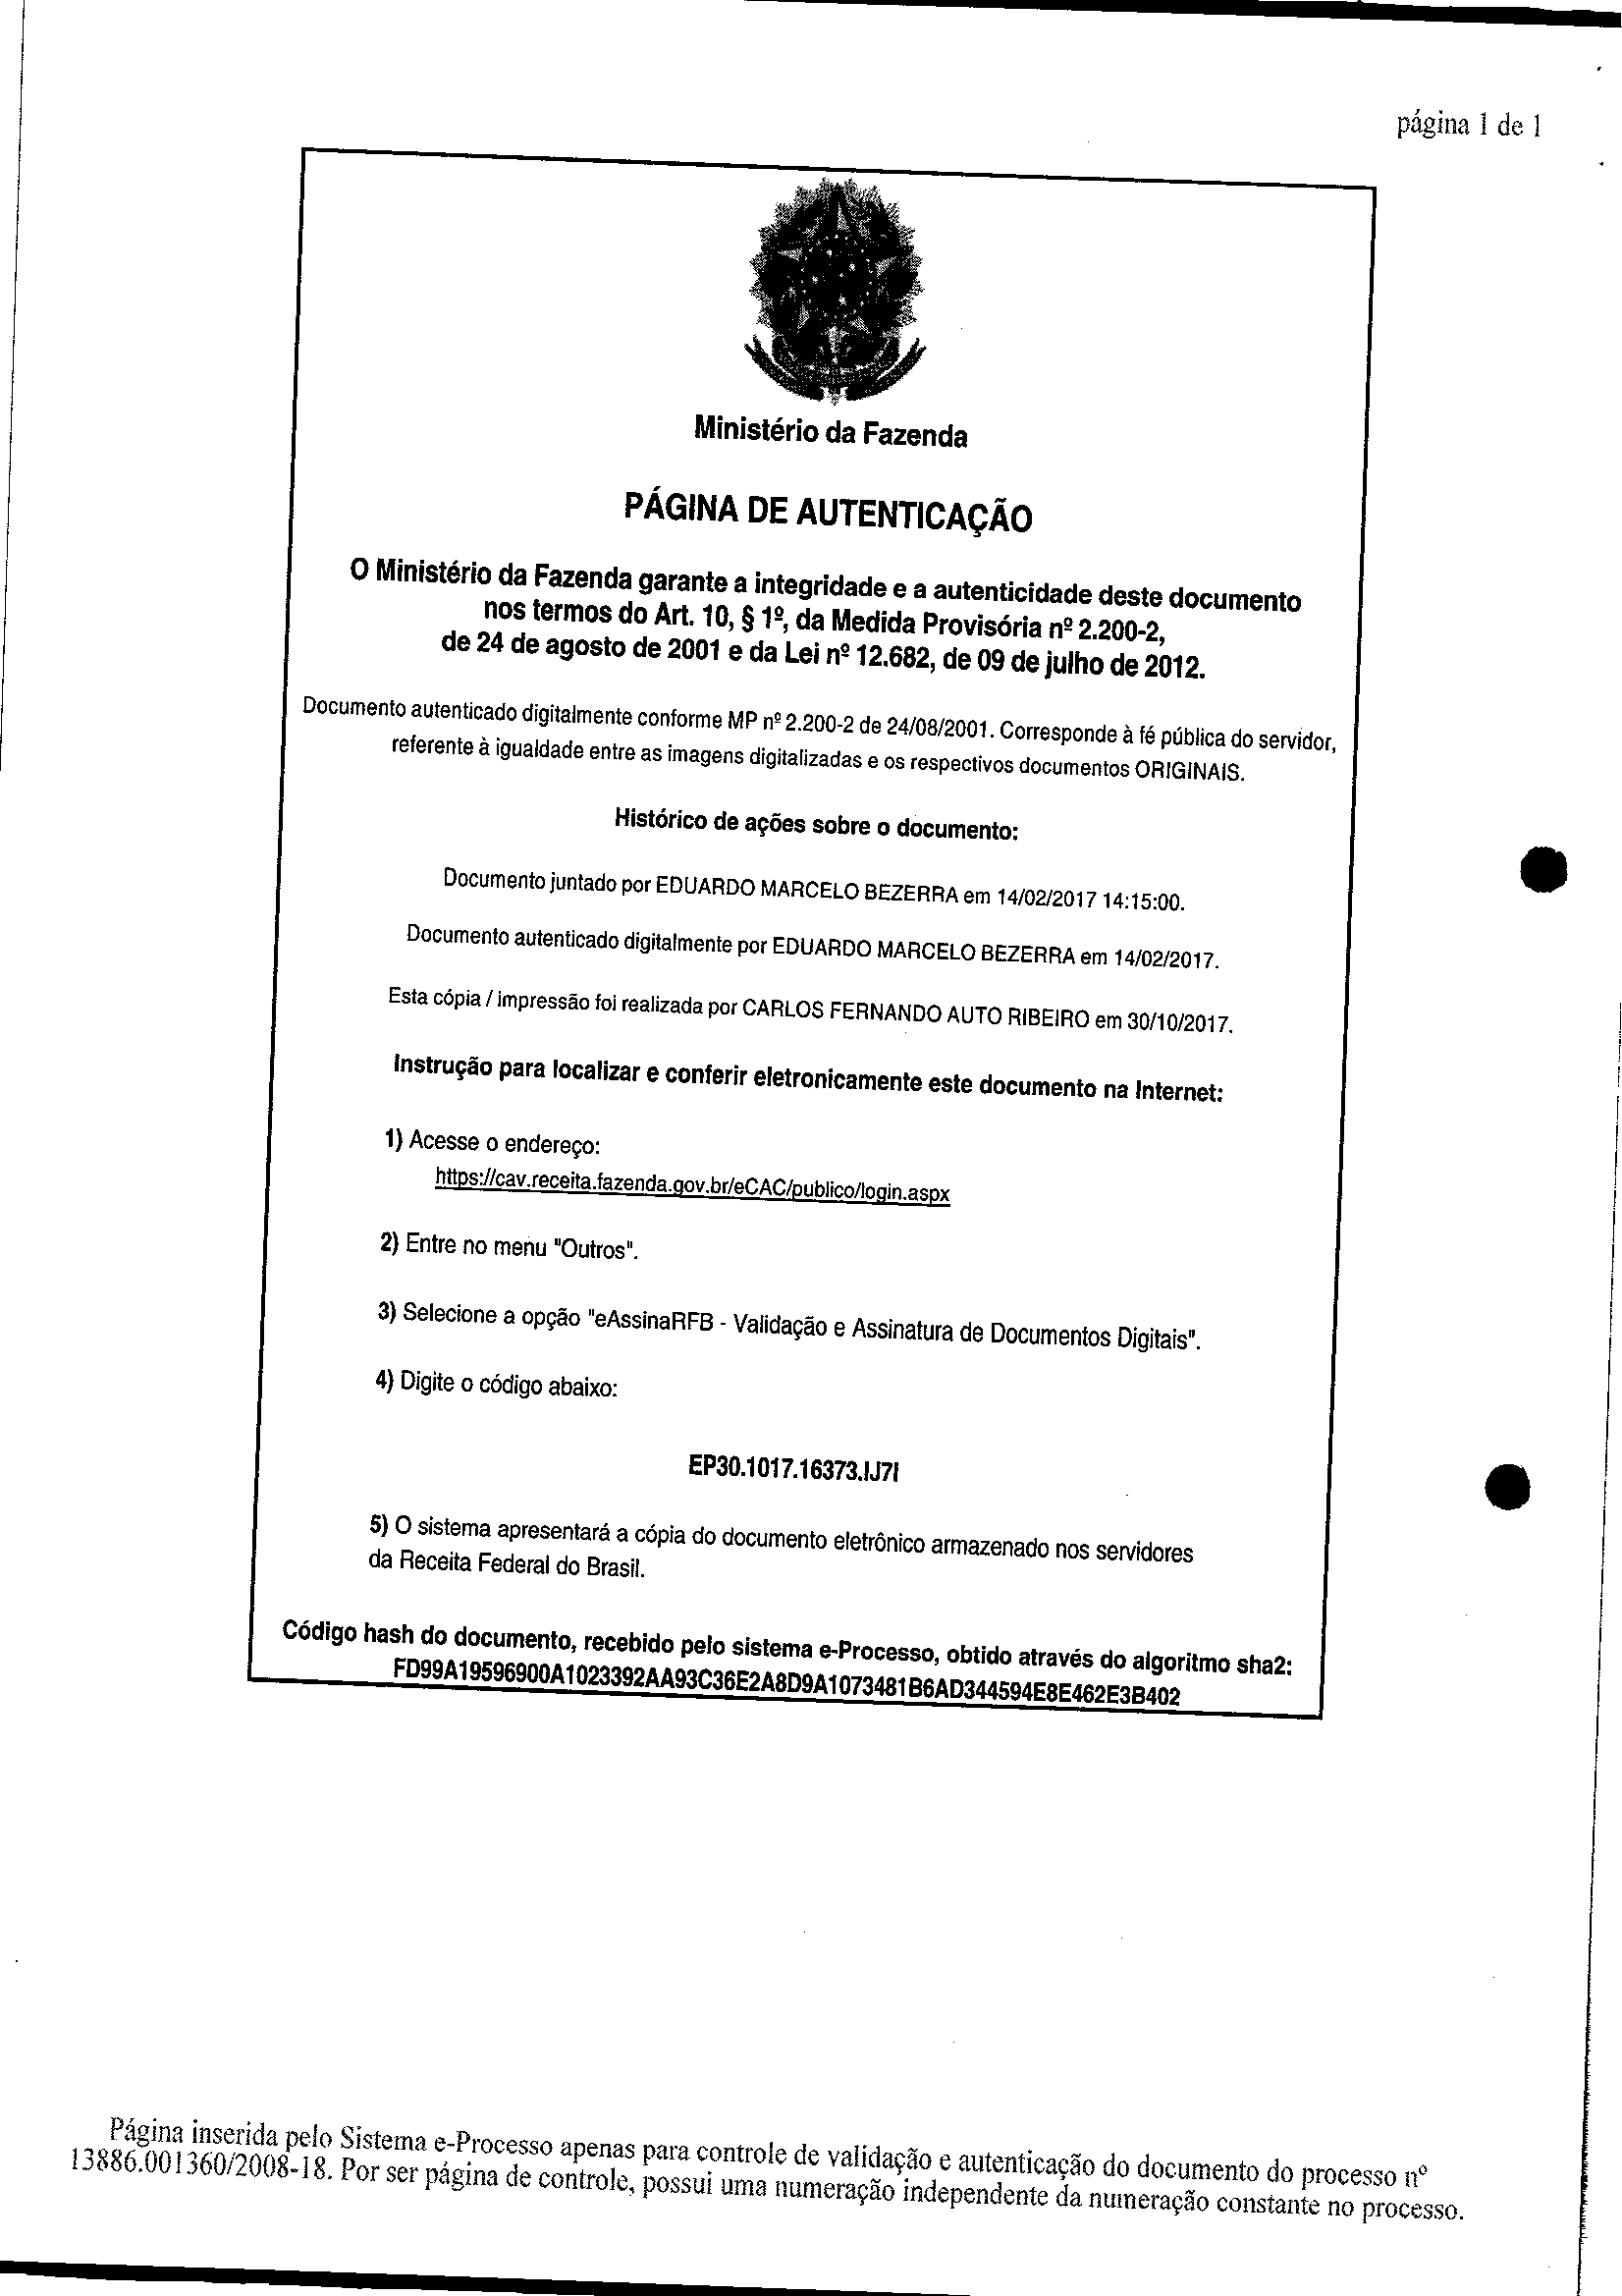 página 1 de 1
Ministério da Fazenda
PÁGINA DE AUTENTICAÇÃO
O Ministério da Fazenda garante a integridade e a autenticidade deste documento
nos termos do Art. 10, § 1º, da Medida Provisória nº 2.200-2,
de 24 de agosto de 2001 e da Lei nº 12.682, de 09 de julho de 2012.
Documento autenticado digitalmente conforme MP nº 2.200-2 de 24/08/2001. Corresponde à fé pública do servidor,
referente à igualdade entre as imagens digitalizadas e os respectivos documentos ORIGINAIS.
Histórico de ações sobre o documento:
Documento juntado por EDUARDO MARCELO BEZERRA em 14/02/2017 14:15:00.
Documento autenticado digitalmente por EDUARDO MARCELO BEZERRA em 14/02/2017.
Esta cópia / impressão foi realizada por CARLOS FERNANDO AUTO RIBEIRO em 30/10/2017.
Instrução para localizar e conferir eletronicamente este documento na Internet:
1) Acesse o endereço:
https://cav.receita.fazenda.gov.br/eCAC/publico/login.aspx
2) Entre no menu "Outros".
3) Selecione a opção "eAssinaRFB - Validação e Assinatura de Documentos Digitais".
4) Digite o código abaixo:
EP30.1017.16373.IJ7I
5) O sistema apresentará a cópia do documento eletrônico armazenado nos servidores
da Receita Federal do Brasil.
Código hash do documento, recebido pelo sistema e-Processo, obtido através do algoritmo sha2:
FD99A19596900A1023392AA93C36E2A8D9A1073481B6AD344594E8E462E3B402
Página inserida pelo Sistema e-Processo apenas para controle de validação e autenticação do documento do processo nº
13886.001360/2008-18. Por ser página de controle, possui uma numeração independente da numeração constante no processo.